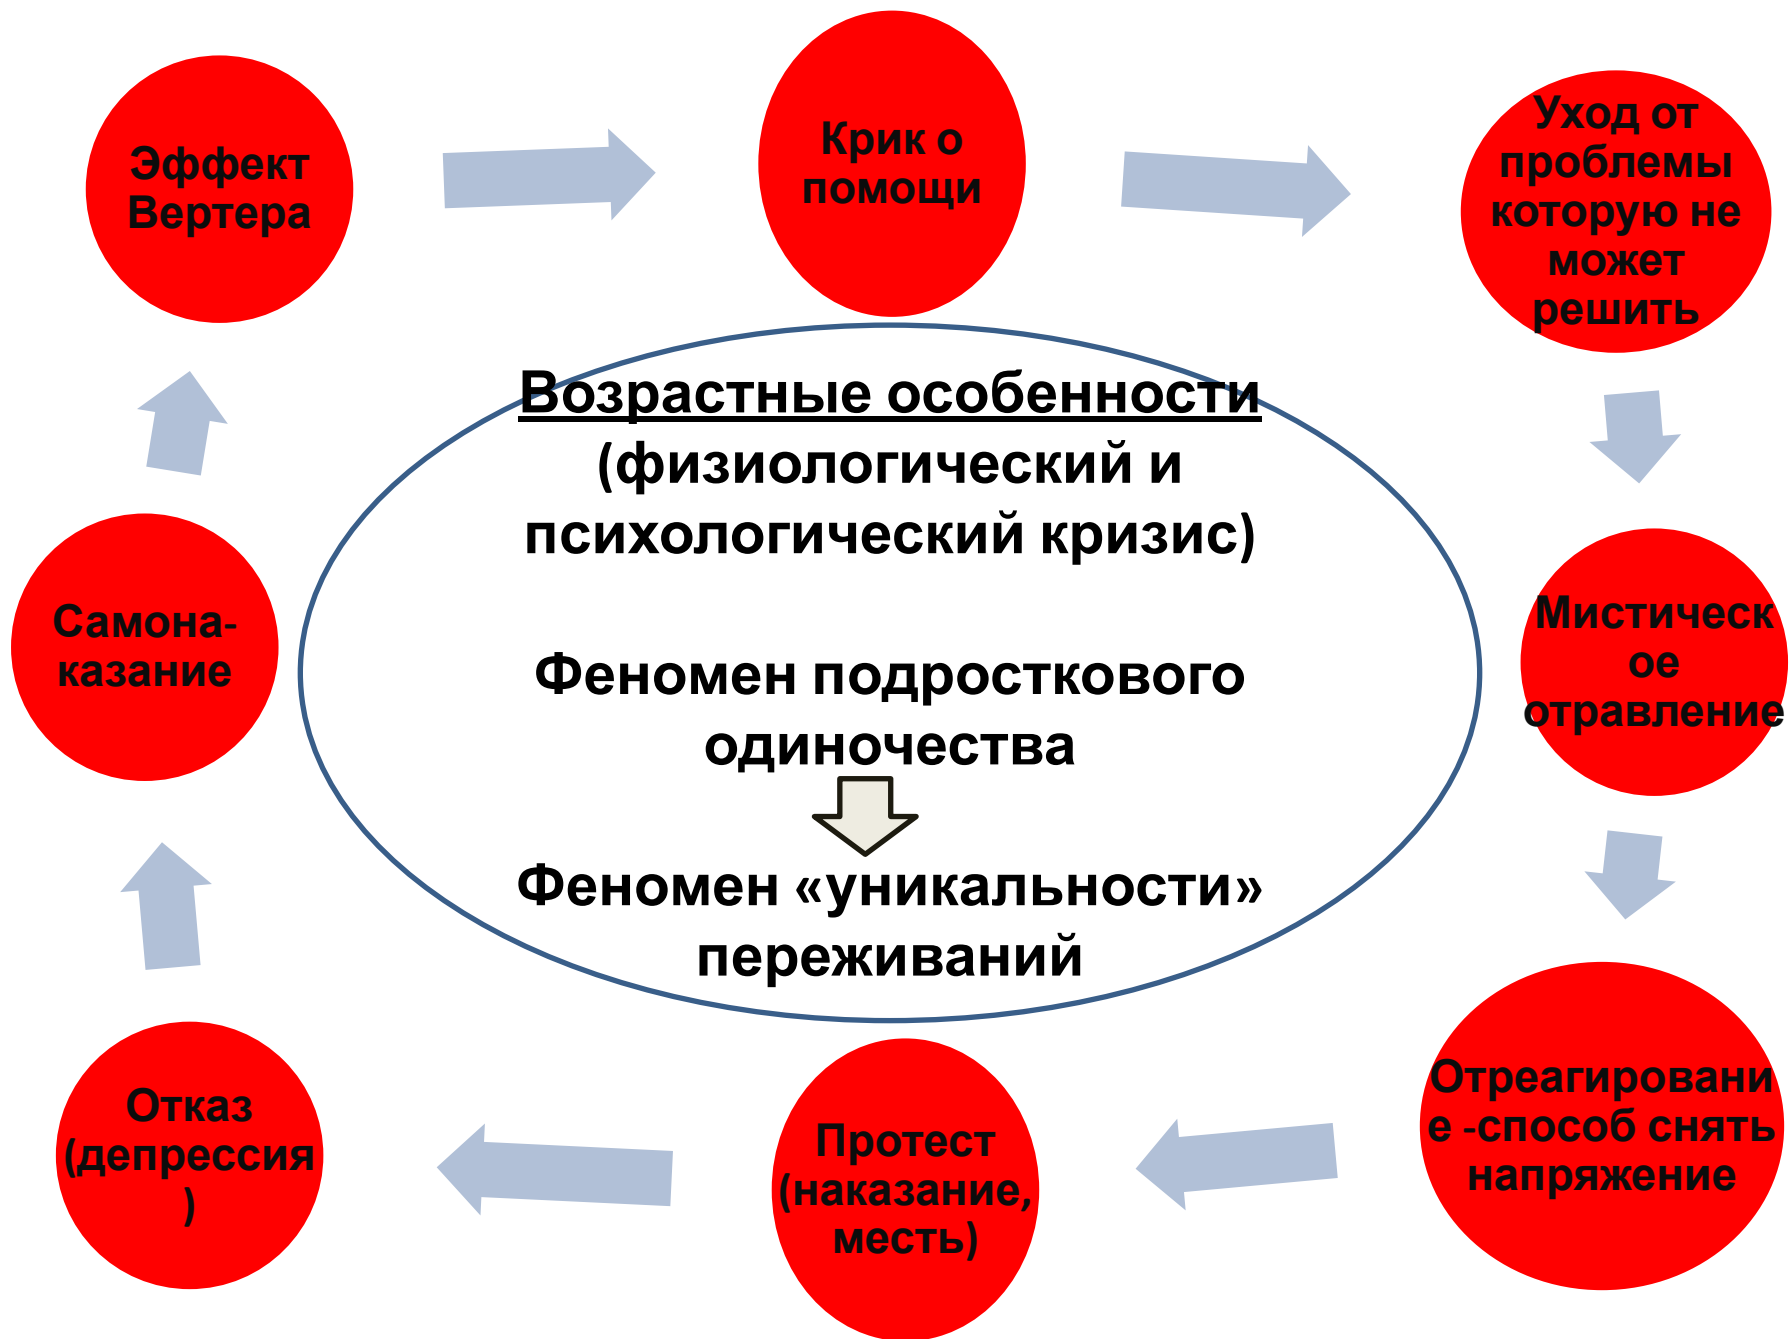 Эффект
Вертера
Крик о
помощи
Уход от
проблемы
которую не
может
решить
Возрастные особенности
(физиологический и
психологический кризис)
Феномен подросткового
одиночества
Феномен «уникальности»
переживаний
Самона-
казание
Мистическ
ое
отравление
Отреагировани
е -способ снять
напряжение
Протест
(наказание,
месть)
Отказ
(депрессия
)